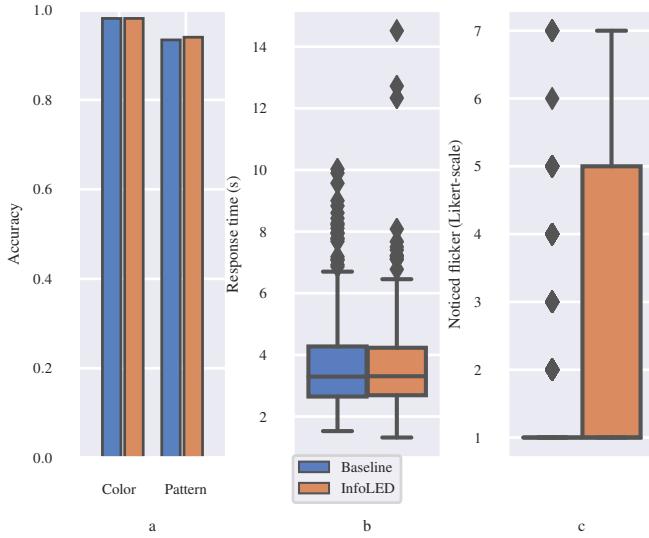 1.0
0.8
0.6
0.4
0.2
0.0
Accuracy
Color Pattern
a
14
12
10
8
6
4
2
Response time (s)
Baseline
InfoLED
b
7
6
5
4
3
2
1
Noticed flicker (Likert-scale)
c